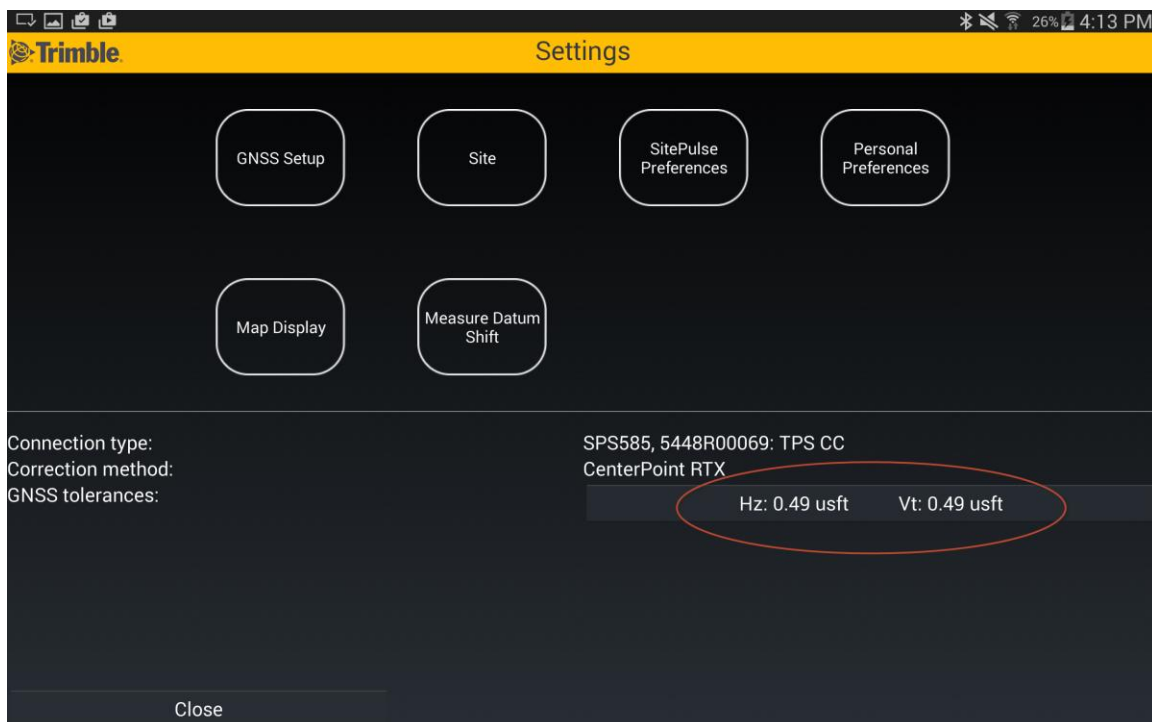 26% 4:13 PM
Trimble.
Settings
GNSS Setup
Site
SitePulse
Preferences
Personal
Preferences
Map Display
Measure Datum
Shift
Connection type:
SPS585, 5448R00069: TPS CC
Correction method:
CenterPoint RTX
GNSS tolerances:
Hz: 0.49 usft Vt: 0.49 usft
Close